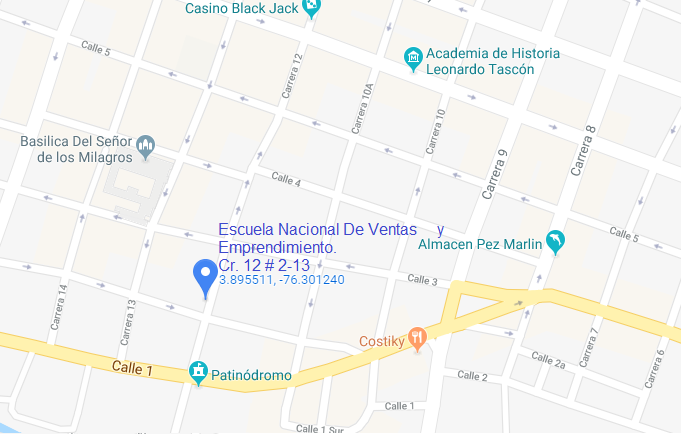 Casino Black Jack
Calle 5
Carrera 12
Academia de Historia
Leonardo Tascón
Carrera 10A
Carrera 10
Carrera 8
Basilica Del Señor
de los Milagros
Carrera 9
Calle 4
Escuela Nacional De Ventas y
Emprendimiento.
Cr. 12 # 2-13
3.895511, -76.301240
Almacen Pez Marlin
Calle 5
Calle 3
Carrera 14
Carrera 13
Costiky
Carrera 7
Carrera 6
Calle 2a
Calle 1
Patinódromo
Calle 2
Calle 1
Calle 1 Sur